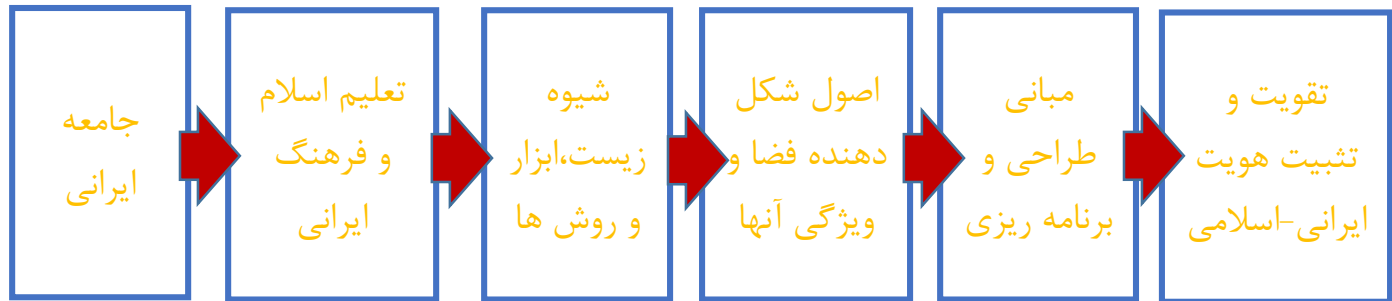 جامعه
ایرانی
تعلیم اسلام
و فرهنگ
ایرانی
شیوه
زیست،ابزار
و روش ها
اصول شکل
دهنده فضا و
ویژگی آنها
مبانی
طراحی و
برنامه ریزی
تقویت و
تثبیت هویت
ایرانی-اسلامی